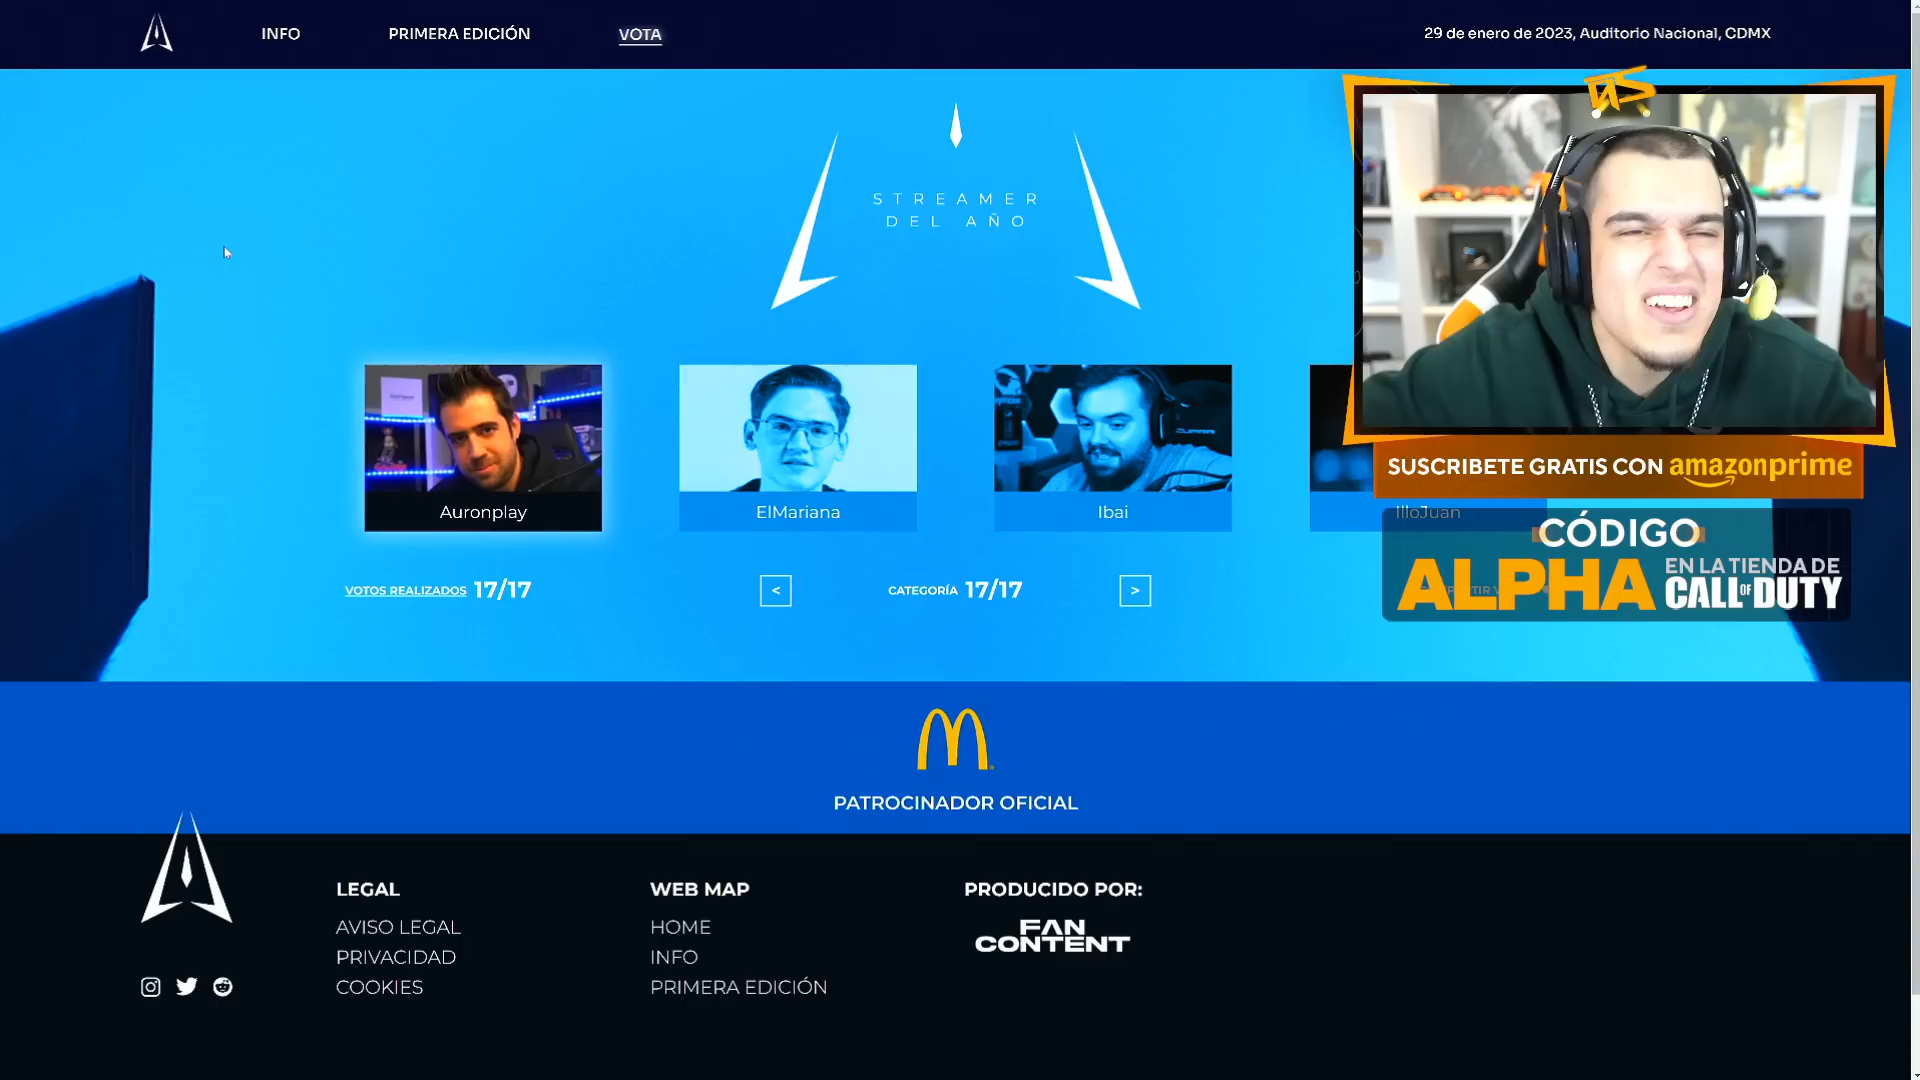 INFO
PRIMERA EDICIÓN
VOTA
29 de enero de 2023, Auditorio Nacional, CDMX
STREAMER
DEL AÑO
SUSCRIBETE GRATIS CON amazonprime
Auronplay
ElMariana
Ibai
IlloJuan
CÓDIGO
ALPHA EN LA TIENDA DE
CALL OF DUTY
VOTOS REALIZADOS 17/17
<
CATEGORÍA 17/17
>
PATROCINADOR OFICIAL
LEGAL
AVISO LEGAL
PRIVACIDAD
COOKIES
WEB MAP
HOME
INFO
PRIMERA EDICIÓN
PRODUCIDO POR:
FAN
CONTENT